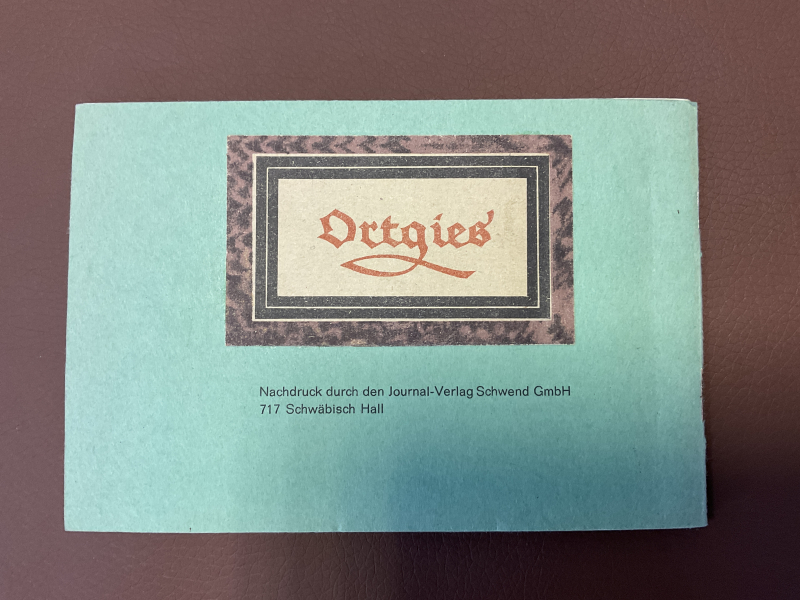 Ortgies'
Nachdruck durch den Journal-Verlag Schwend GmbH
717 Schwäbisch Hall